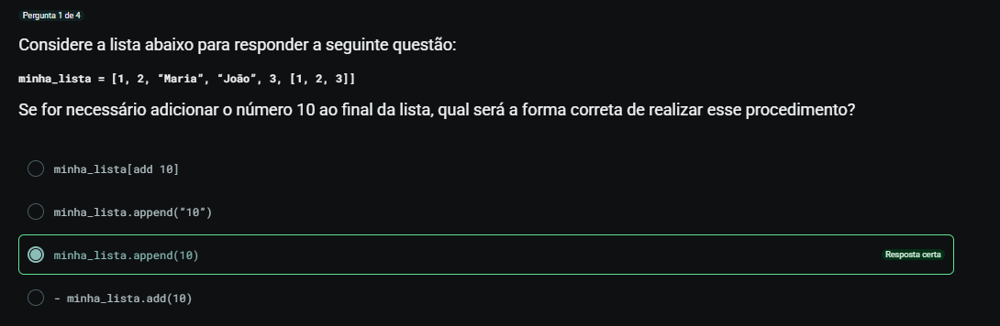 Pergunta 1 de 4
Considere a lista abaixo para responder a seguinte questão:
minha_lista = [1, 2, “Maria”, “João”, 3, [1, 2, 3]]
Se for necessário adicionar o número 10 ao final da lista, qual será a forma correta de realizar esse procedimento?
minha_lista[add 10]
minha_lista.append(”10”)
minha_lista.append(10)
Resposta certa
- minha_lista.add(10)